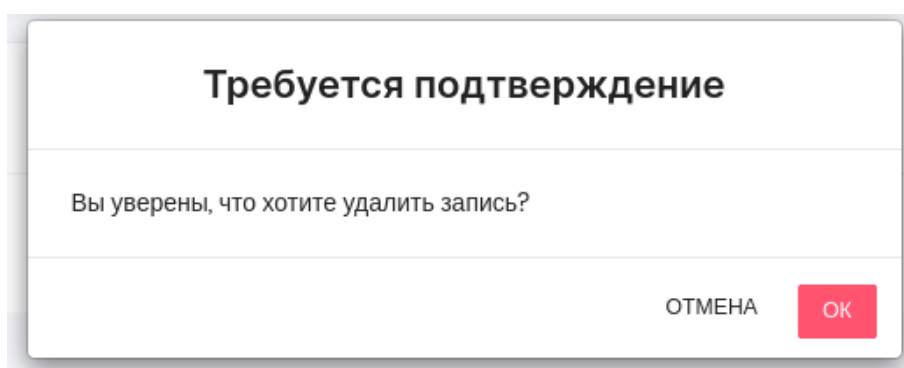 Требуется подтверждение
Вы уверены, что хотите удалить запись?
ОТМЕНА
ОК